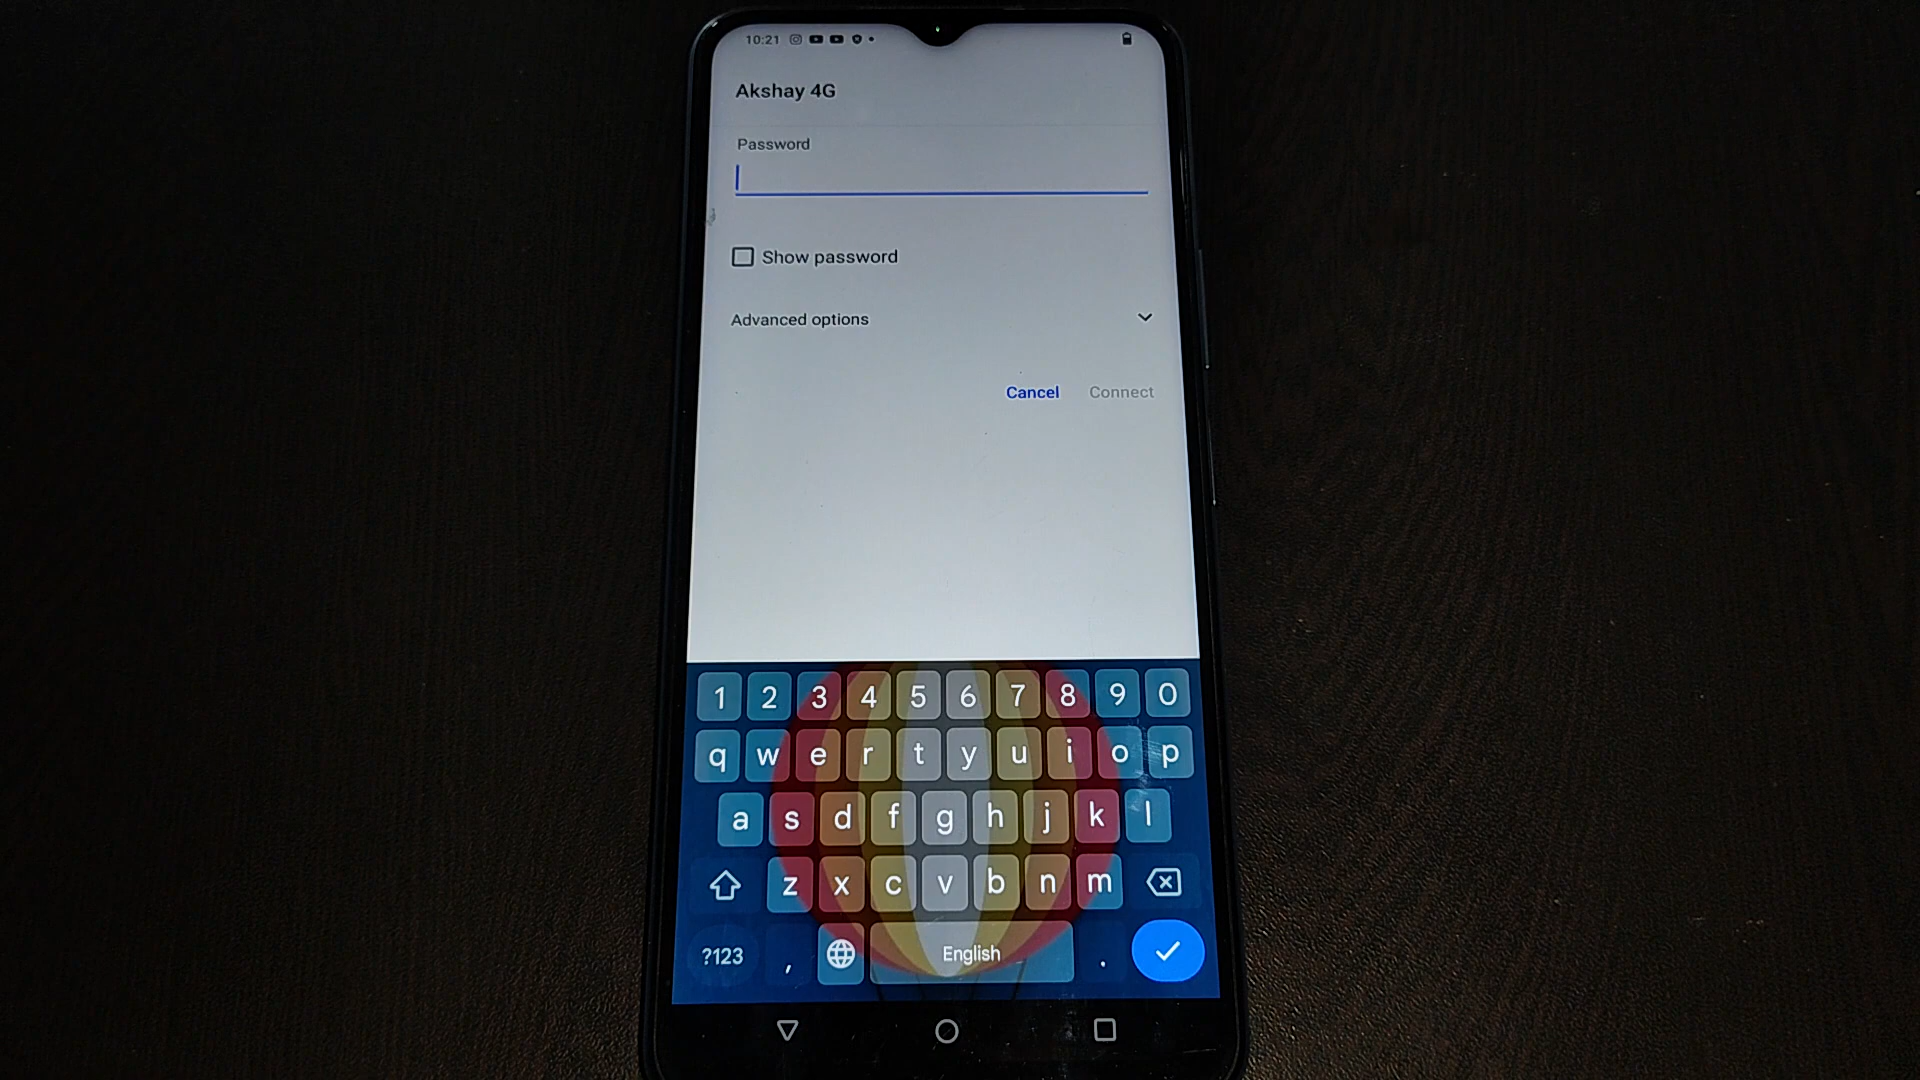 10:21
Akshay 4G
Password
Show password
Advanced options
Cancel Connect
1 2 3 4 5 6 7 8 9 0
q w e r t y u i o p
a s d f g h j k l
z x c v b n m
?123 , English .